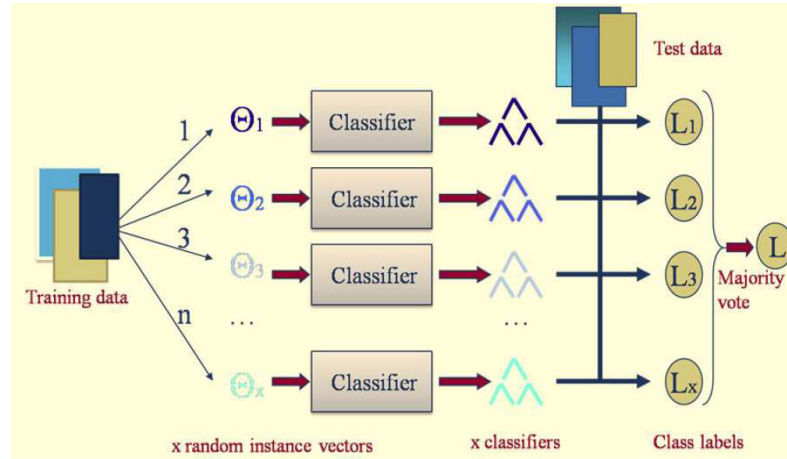 Test data
1
Θ1
Classifier
L1
2
Θ2
Classifier
L2
3
Θ3
Classifier
L3
L
Training data
Majority
vote
n
...
...
Θx
Classifier
Lx
x random instance vectors
x classifiers
Class labels